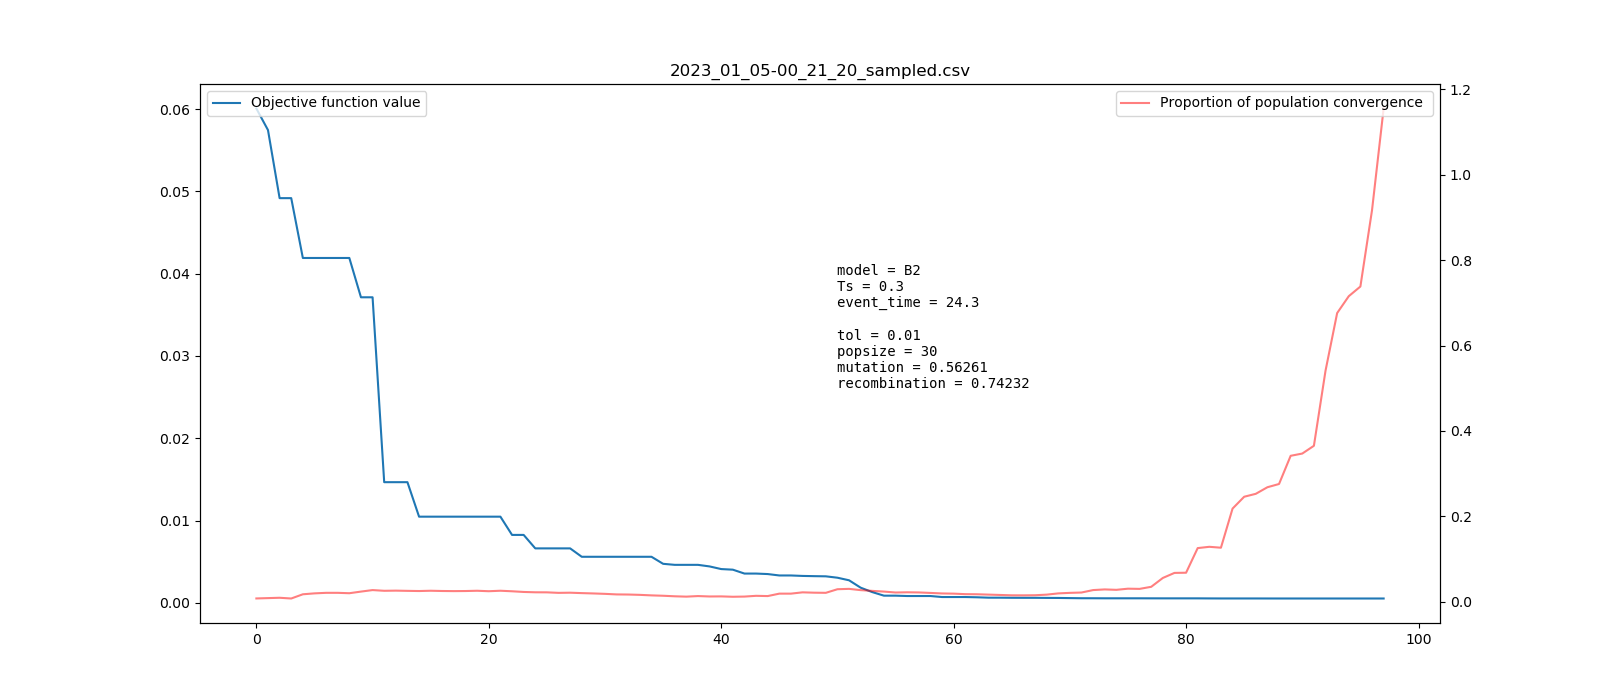 2023_01_05-00_21_20_sampled.csv
Objective function value
Proportion of population convergence
0.06
0.05
0.04
0.03
0.02
0.01
0.00
1.2
1.0
0.8
0.6
0.4
0.2
0.0
model = B2
Ts = 0.3
event_time = 24.3
tol = 0.01
popsize = 30
mutation = 0.56261
recombination = 0.74232
0 20 40 60 80 100